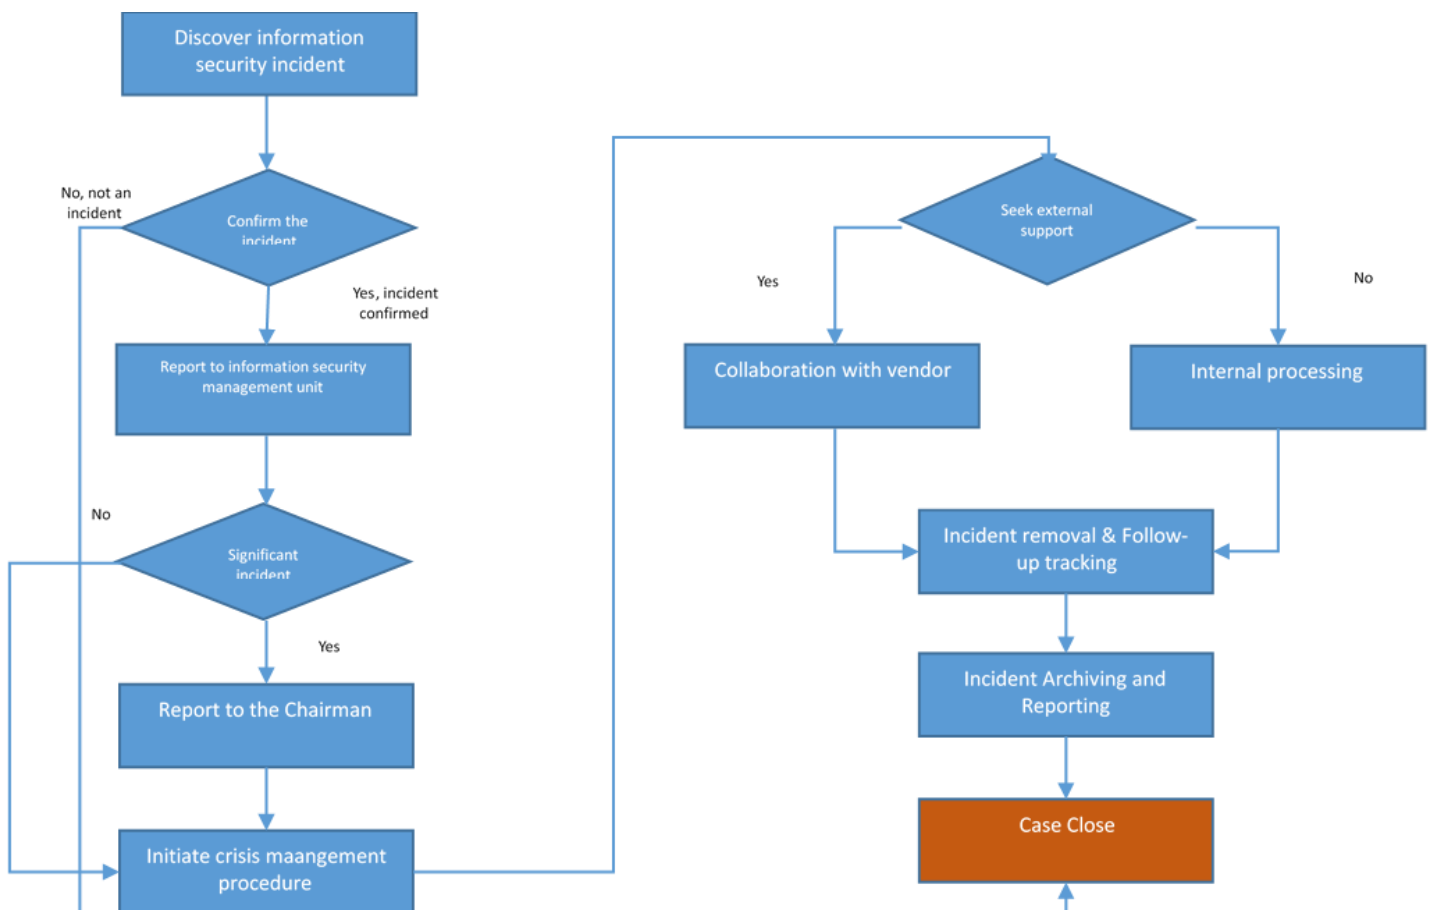 Discover information
security incident
No, not an
incident
Confirm the
incident
Yes, incident
confirmed
Report to information security
management unit
No
Significant
incident
Yes
Report to the Chairman
Initiate crisis maangement
procedure
Seek external
support
Yes
No
Collaboration with vendor
Internal processing
Incident removal & Follow-
up tracking
Incident Archiving and
Reporting
Case Close